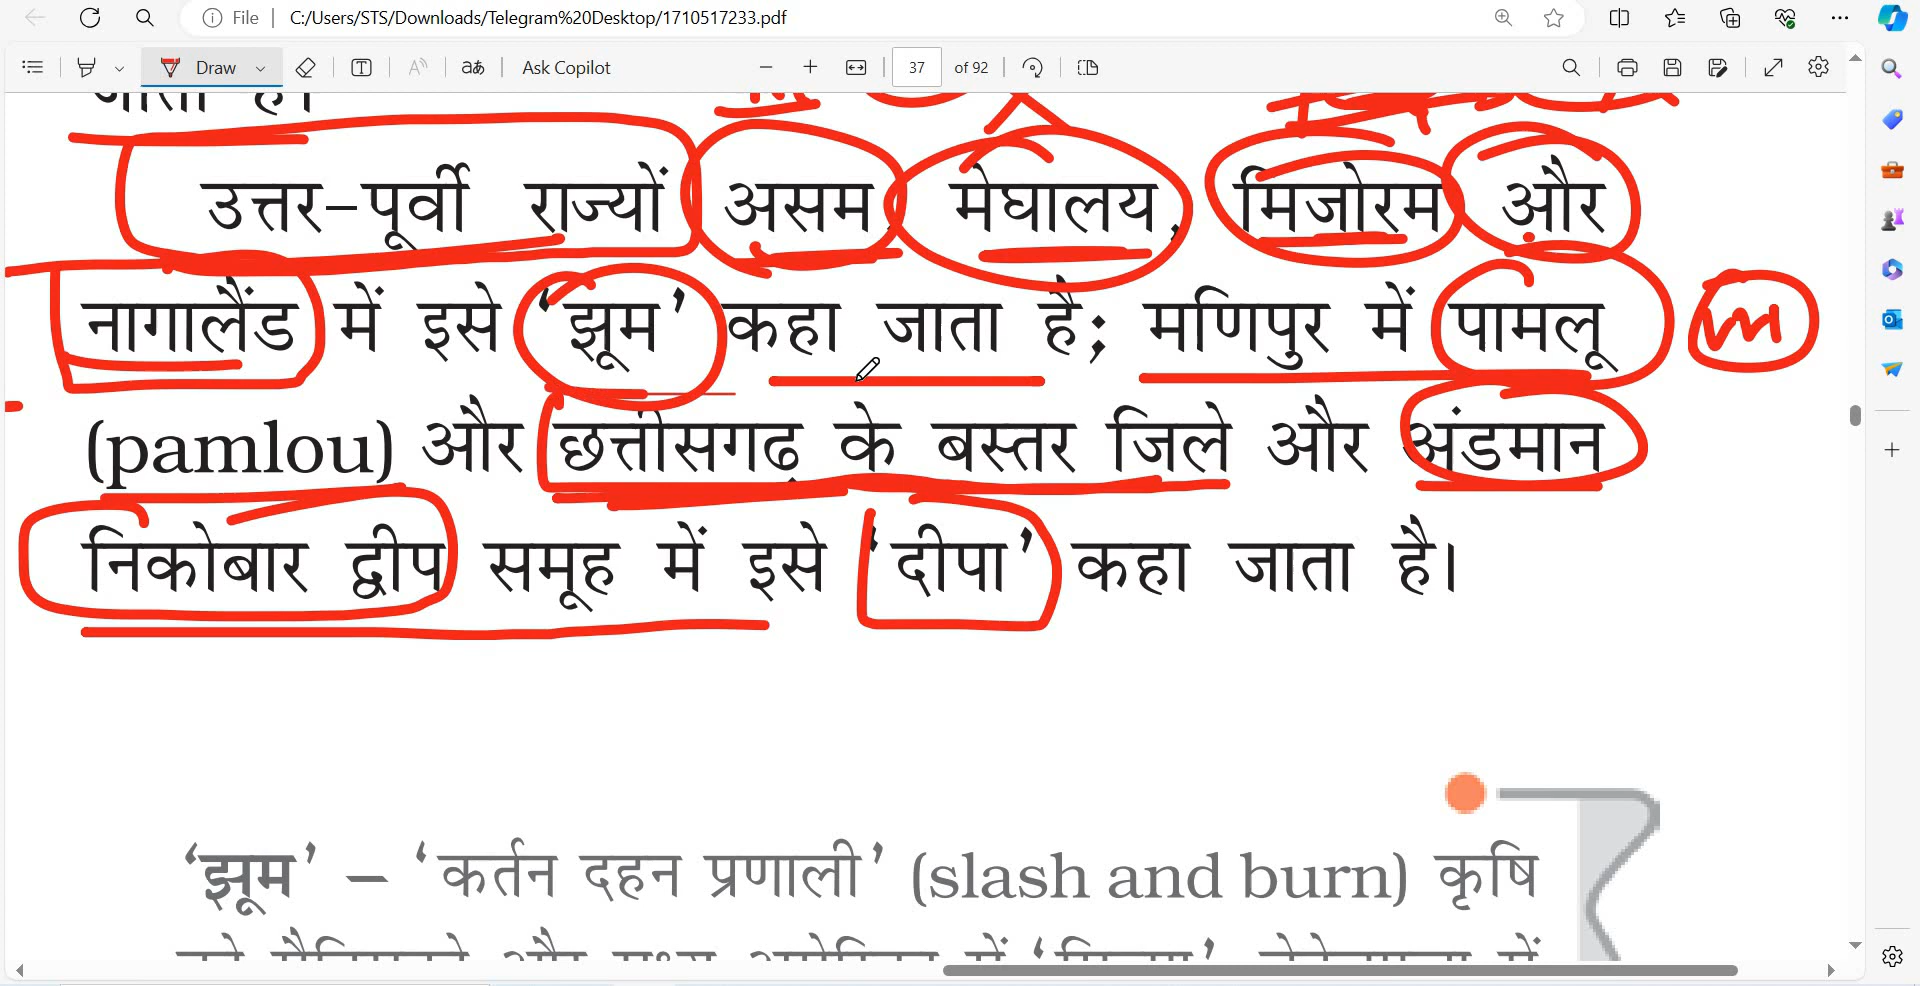 File
C:/Users/STS/Downloads/Telegram%20Desktop/1710517233.pdf
Draw
aあ
Ask Copilot
37 of 92
जाता है।
उत्तर–पूर्वी राज्यों असम, मेघालय, मिजोरम और
नागालैंड में इसे ‘झूम’ कहा जाता है; मणिपुर में पामलू
m
(pamlou) और छत्तीसगढ़ के बस्तर जिले और अंडमान
निकोबार द्वीप समूह में इसे ‘दीपा’ कहा जाता है।
‘झूम’ – ‘कर्तन दहन प्रणाली’ (slash and burn) कृषि